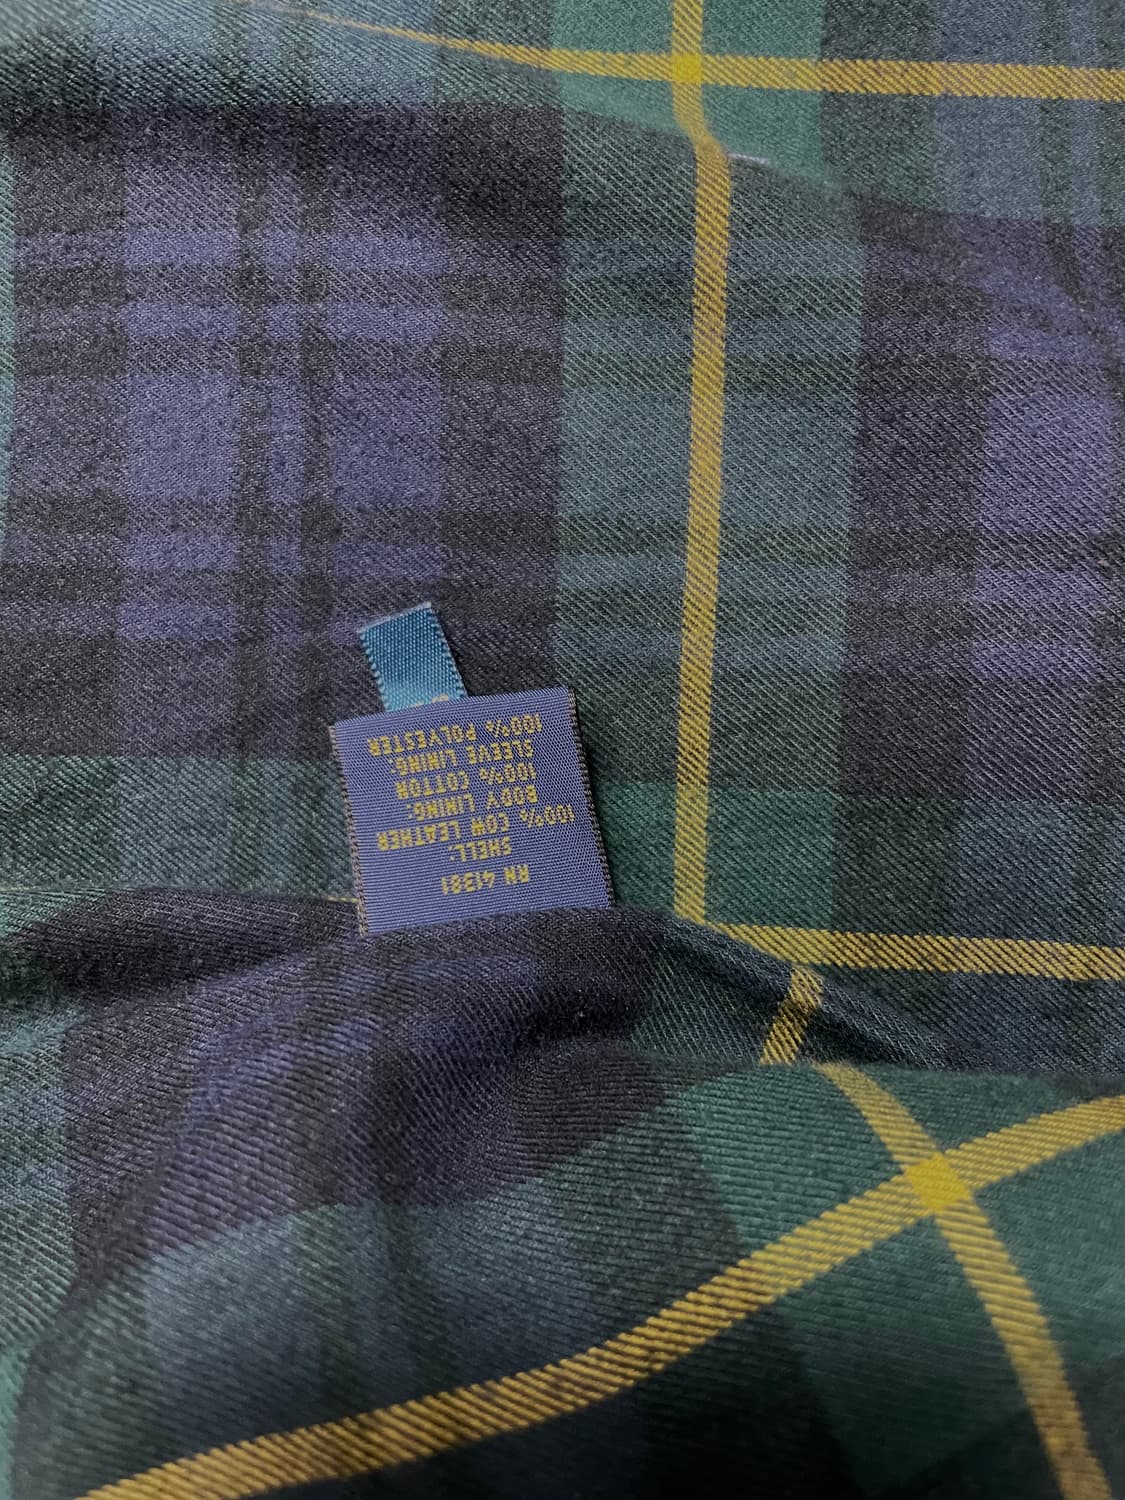 RN 41381
SHELL:
100% COW LEATHER
BODY LINING:
100% COTTON
SLEEVE LINING:
100% POLYESTER